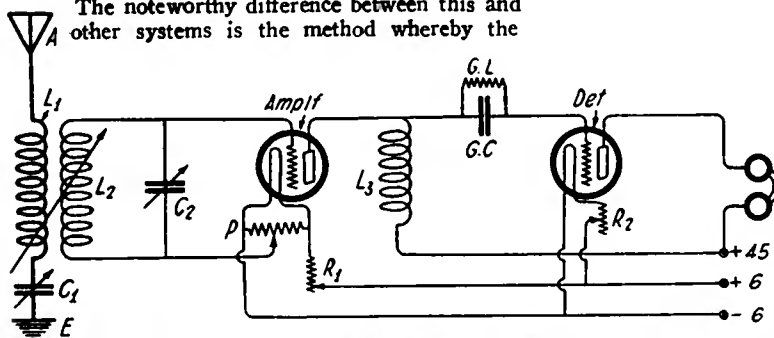 The noteworthy difference between this and
other systems is the method whereby the
A
G.L
L1
Amplf
Det
G.C
L2
C2
L3
P
R1
R2
C1
E
+45
+6
-6